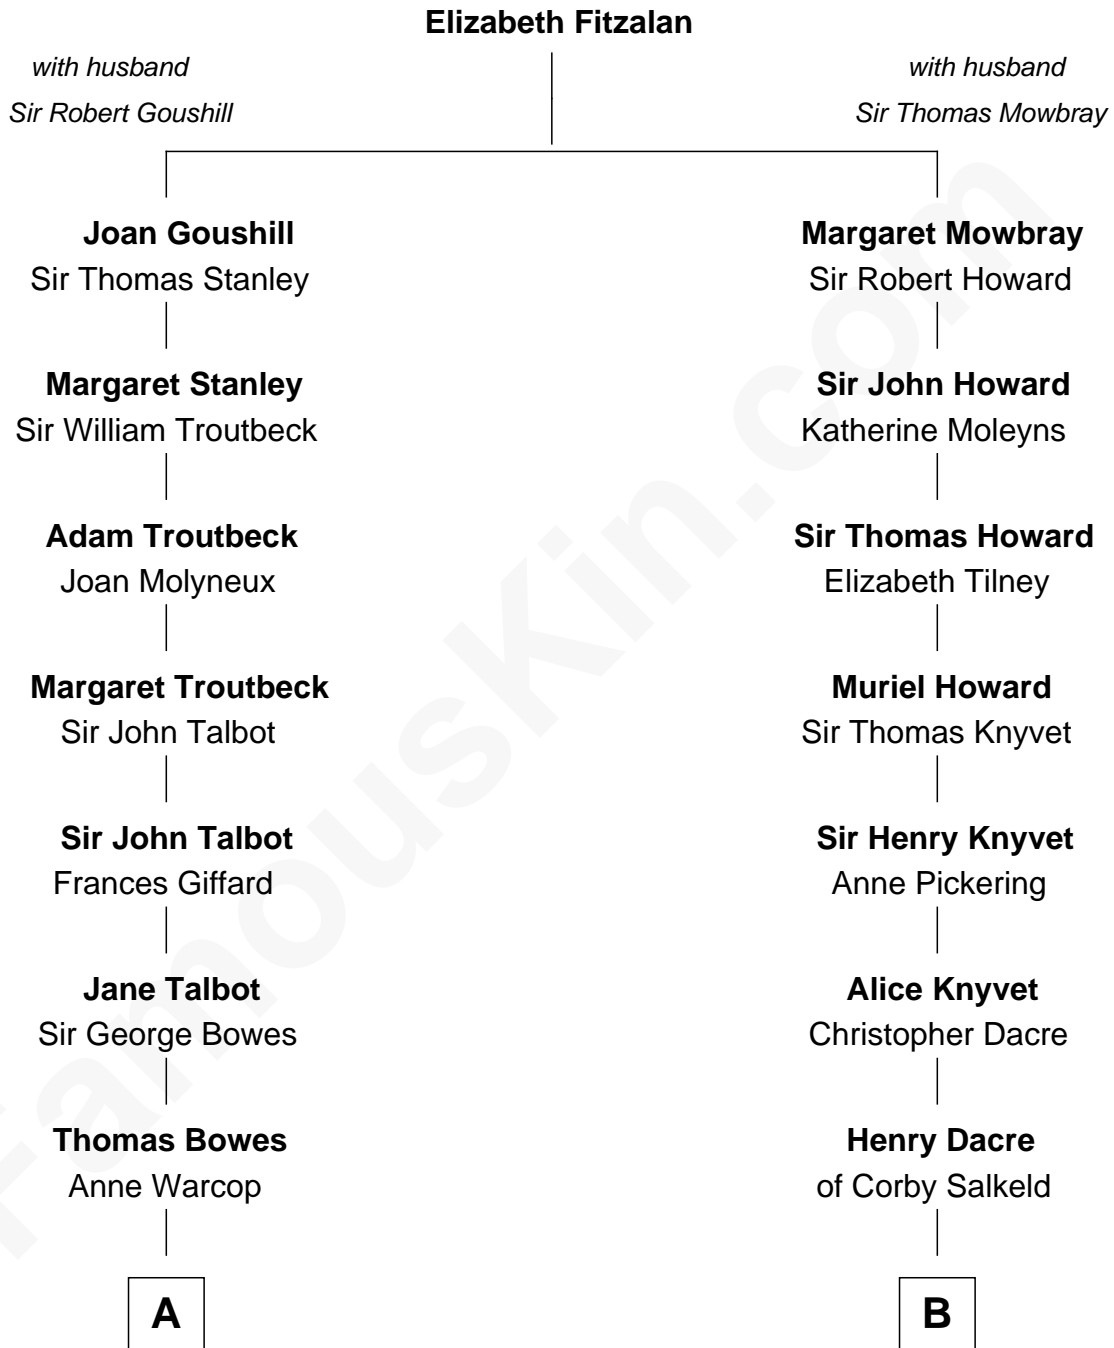 Elizabeth Fitzalan
with husband
Sir Robert Goushill
with husband
Sir Thomas Mowbray
Joan Goushill
Sir Thomas Stanley
Margaret Mowbray
Sir Robert Howard
Margaret Stanley
Sir William Troutbeck
Sir John Howard
Katherine Moleyns
Adam Troutbeck
Joan Molyneux
Sir Thomas Howard
Elizabeth Tilney
Margaret Troutbeck
Sir John Talbot
Muriel Howard
Sir Thomas Knyvet
Sir John Talbot
Frances Giffard
Sir Henry Knyvet
Anne Pickering
Jane Talbot
Sir George Bowes
Alice Knyvet
Christopher Dacre
Thomas Bowes
Anne Warcop
Henry Dacre
of Corby Salkeld
A
B
FamousKin.com